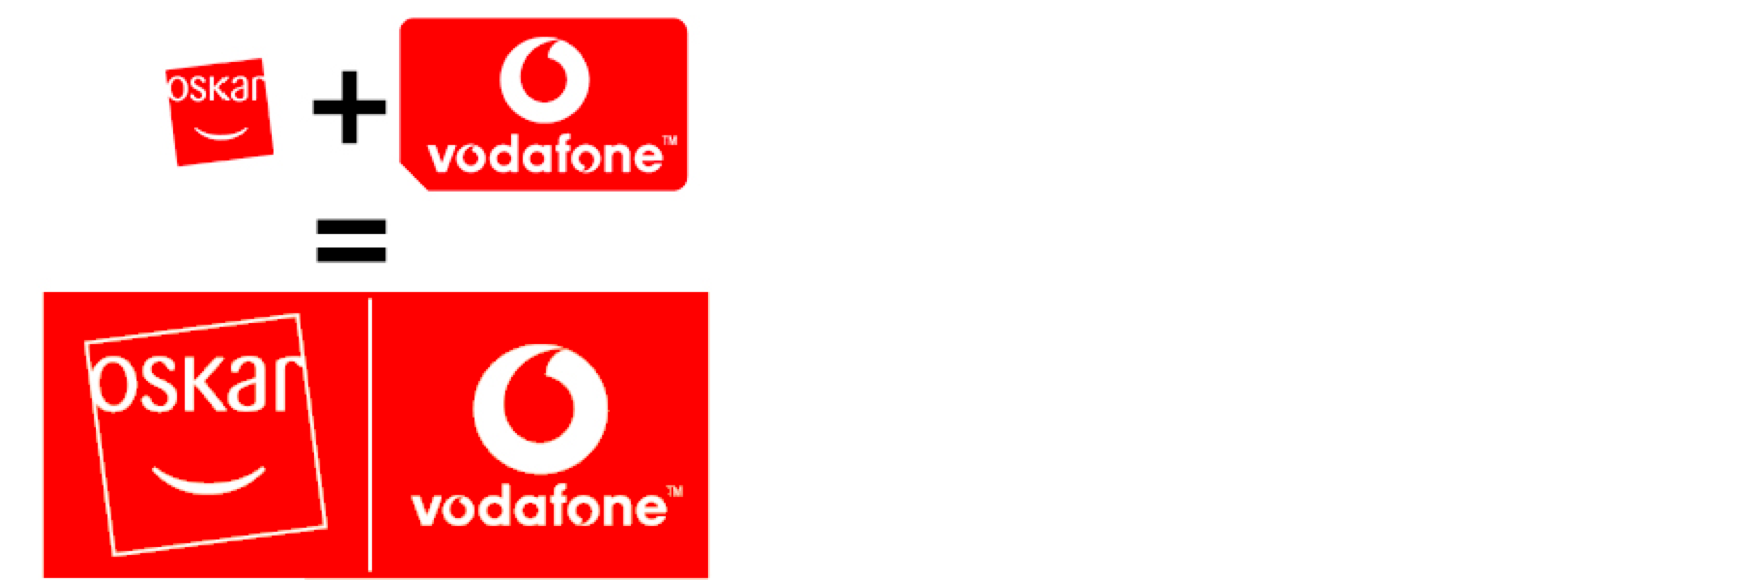 oskar
+
vodafone™
=
oskar
vodafone™